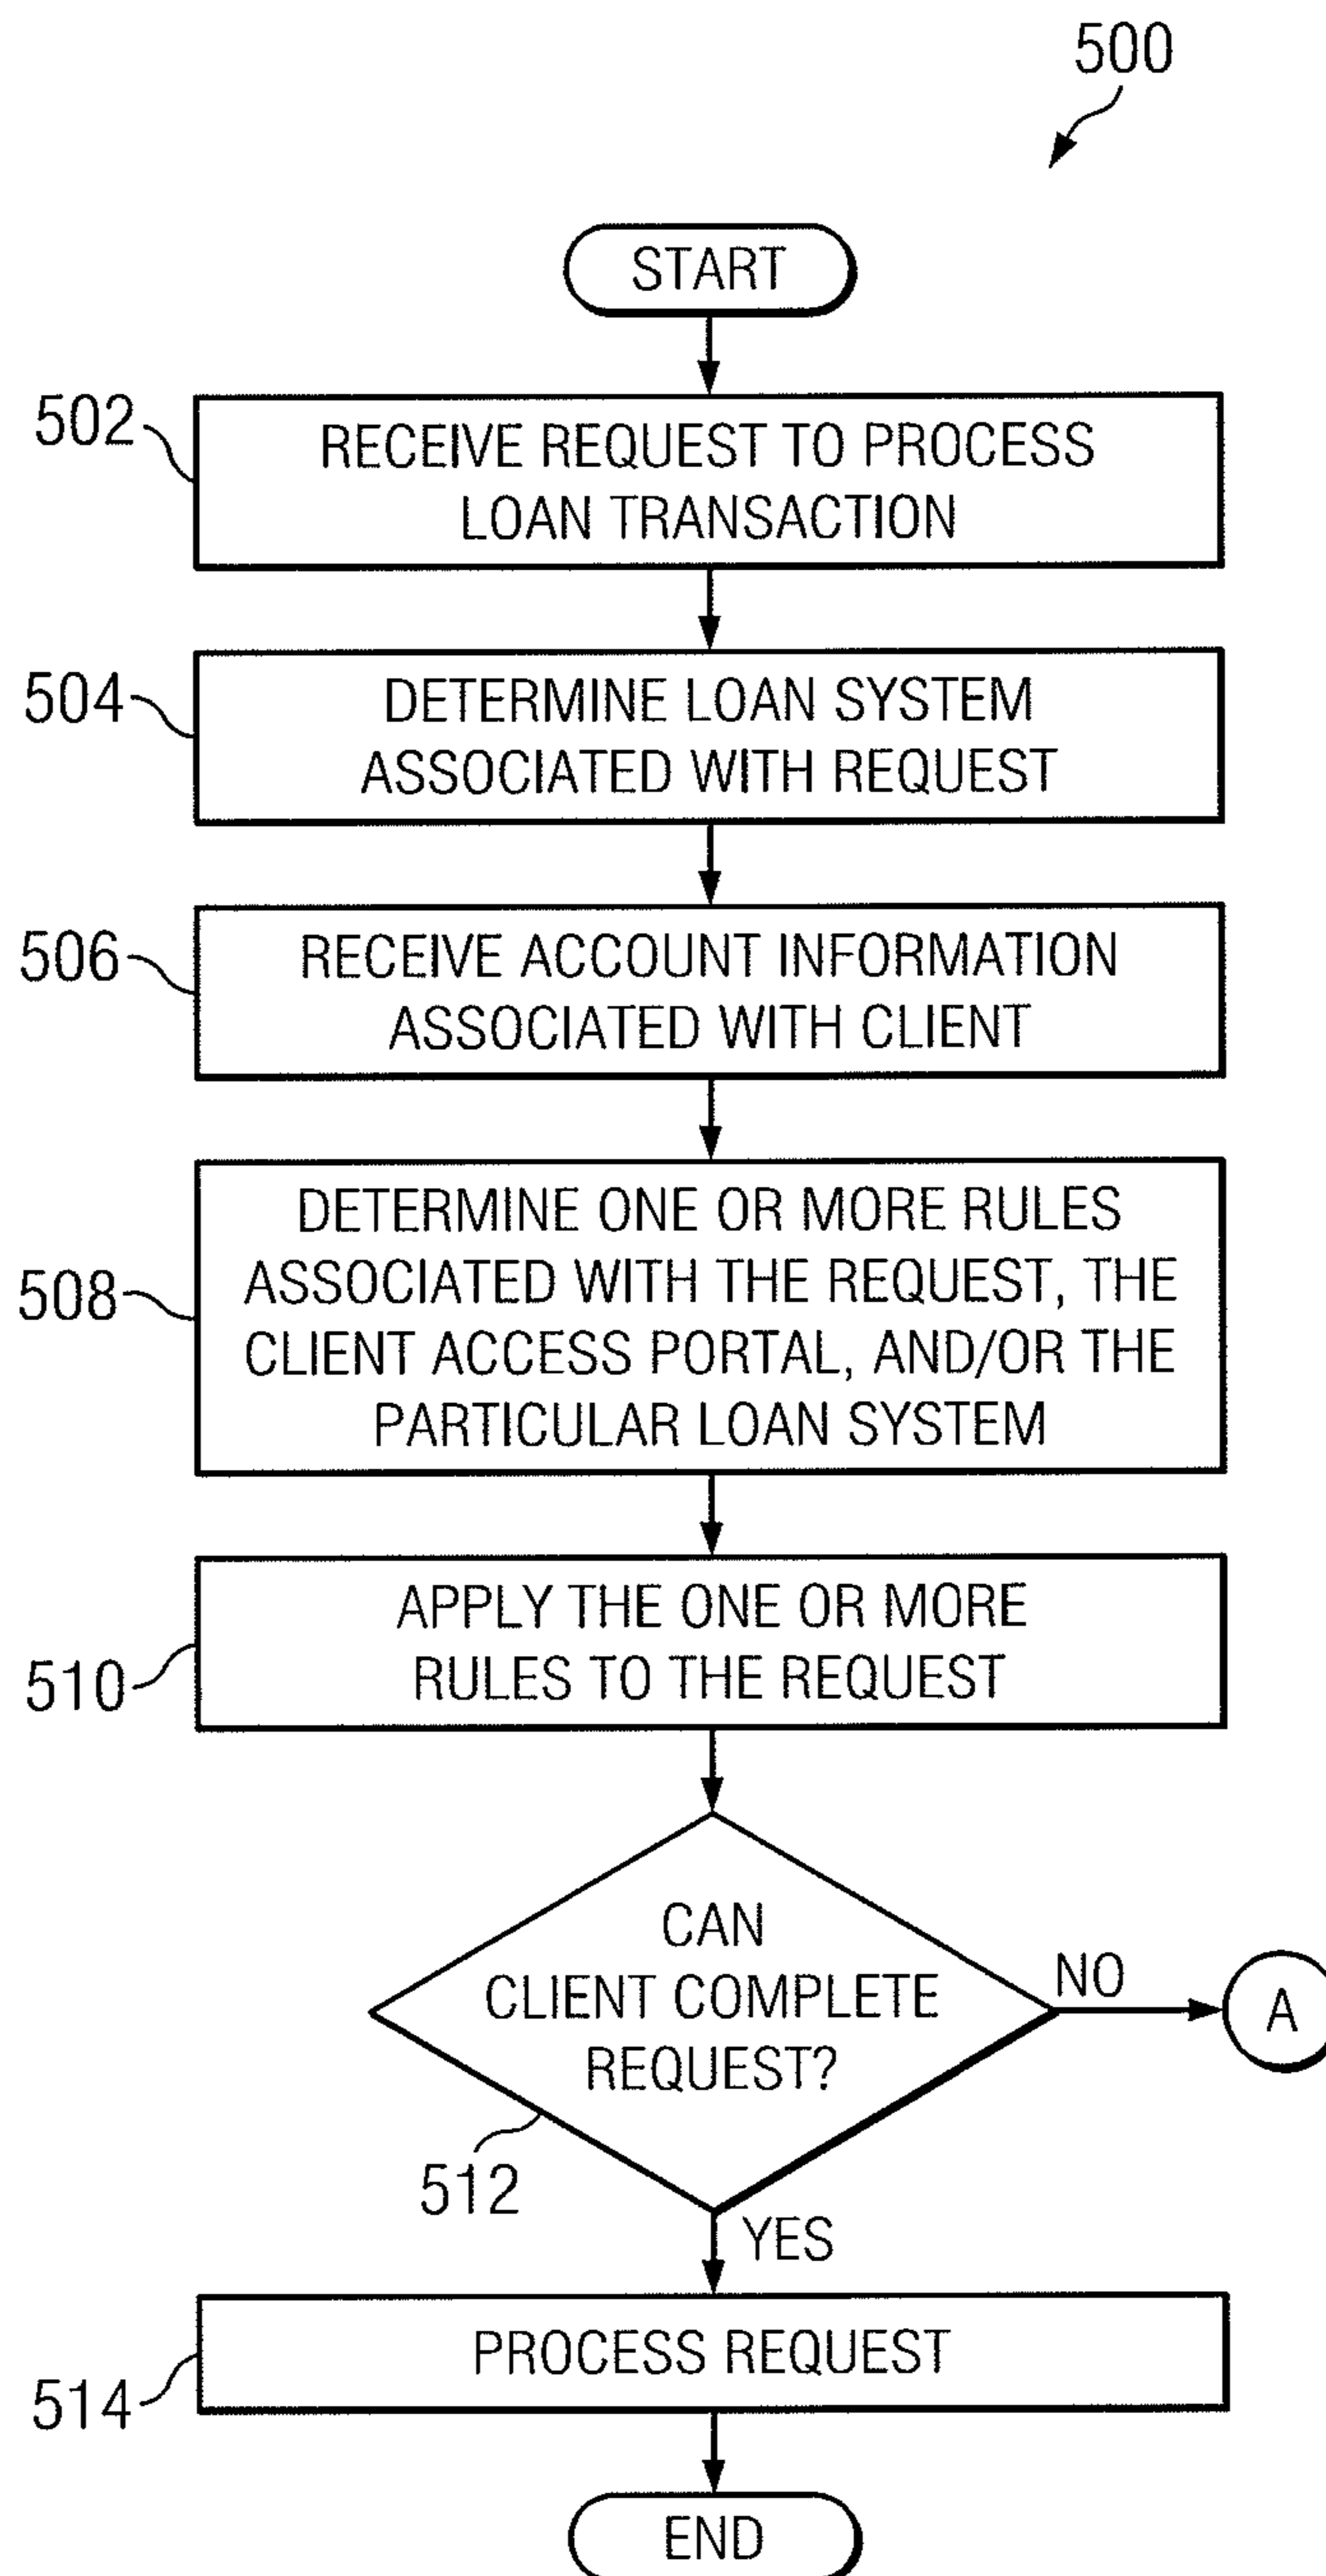 500
START
502
RECEIVE REQUEST TO PROCESS
LOAN TRANSACTION
504
DETERMINE LOAN SYSTEM
ASSOCIATED WITH REQUEST
506
RECEIVE ACCOUNT INFORMATION
ASSOCIATED WITH CLIENT
508
DETERMINE ONE OR MORE RULES
ASSOCIATED WITH THE REQUEST, THE
CLIENT ACCESS PORTAL, AND/OR THE
PARTICULAR LOAN SYSTEM
510
APPLY THE ONE OR MORE
RULES TO THE REQUEST
CAN
CLIENT COMPLETE
REQUEST?
NO
A
512
YES
PROCESS REQUEST
514
END